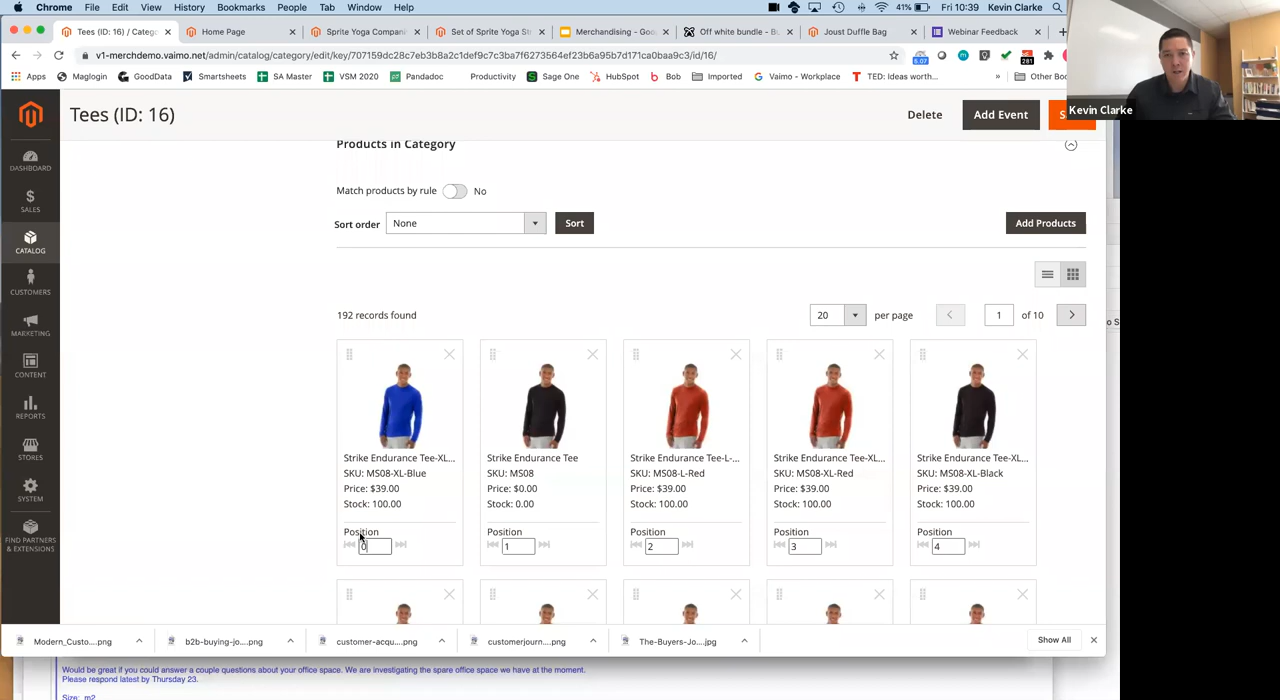 Chrome File Edit View History Bookmarks People Tab Window Help 41% Fri 10:39 Kevin Clarke
Tees (ID: 16) / Catego Home Page Sprite Yoga Compani Set of Sprite Yoga St Merchandising - Goo Off white bundle - B Joust Duffle Bag Webinar Feedback
v1-merchdemo.vaimo.net/admin/catalog/category/edit/key/707159dc28c7eb3b8a2c1de5e7c3ba7f6273564ef23b6a95b7d171ca0baa9c3/id/16/
5.07 281
Apps Maglogin GoodData Smartsheets SA Master VSM 2020 Pandadoc Productivity Sage One HubSpot Bob Imported Vaimo - Workplace TED: Ideas worth... » Other Bo
Kevin Clarke
Tees (ID: 16) Delete Add Event S
Products in Category
Match products by rule No
Sort order None Sort Add Products
192 records found 20 per page 1 of 10
DASHBOARD
SALES
CATALOG
CUSTOMERS
MARKETING
CONTENT
REPORTS
STORES
SYSTEM
FIND PARTNERS
& EXTENSIONS
Strike Endurance Tee-XL...
SKU: MS08-XL-Blue
Price: $39.00
Stock: 100.00
Position
0
Strike Endurance Tee
SKU: MS08
Price: $0.00
Stock: 0.00
Position
1
Strike Endurance Tee-L-...
SKU: MS08-L-Red
Price: $39.00
Stock: 100.00
Position
2
Strike Endurance Tee-XL...
SKU: MS08-XL-Red
Price: $39.00
Stock: 100.00
Position
3
Strike Endurance Tee-XL...
SKU: MS08-XL-Black
Price: $39.00
Stock: 100.00
Position
4
Modern_Custo....png b2b-buying-jo....png customer-acqu....png customerjourn....png The-Buyers-Jo....jpg Show All
Would be great if you could answer a couple questions about your office space. We are investigating the spare office space we have at the moment.
Please respond latest by Thursday 23.
Size: m2